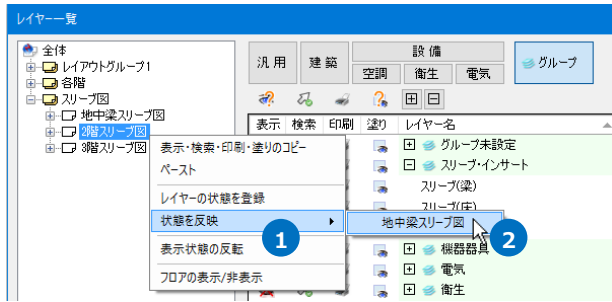 レイヤー一覧
全体
レイアウトグループ1
各階
スリーブ図
地中梁スリーブ図
2階スリーブ図
3階スリーブ図
汎用
建築
設備
空調
衛生
電気
グループ
表示 検索 印刷 塗り レイヤー名
グループ未設定
スリーブ・インサート
スリーブ(梁)
スリーブ(床)
機器器具
電気
衛生
表示・検索・印刷・塗りのコピー
ペースト
レイヤーの状態を登録
状態を反映
地中梁スリーブ図
表示状態の反転
フロアの表示/非表示
1
2